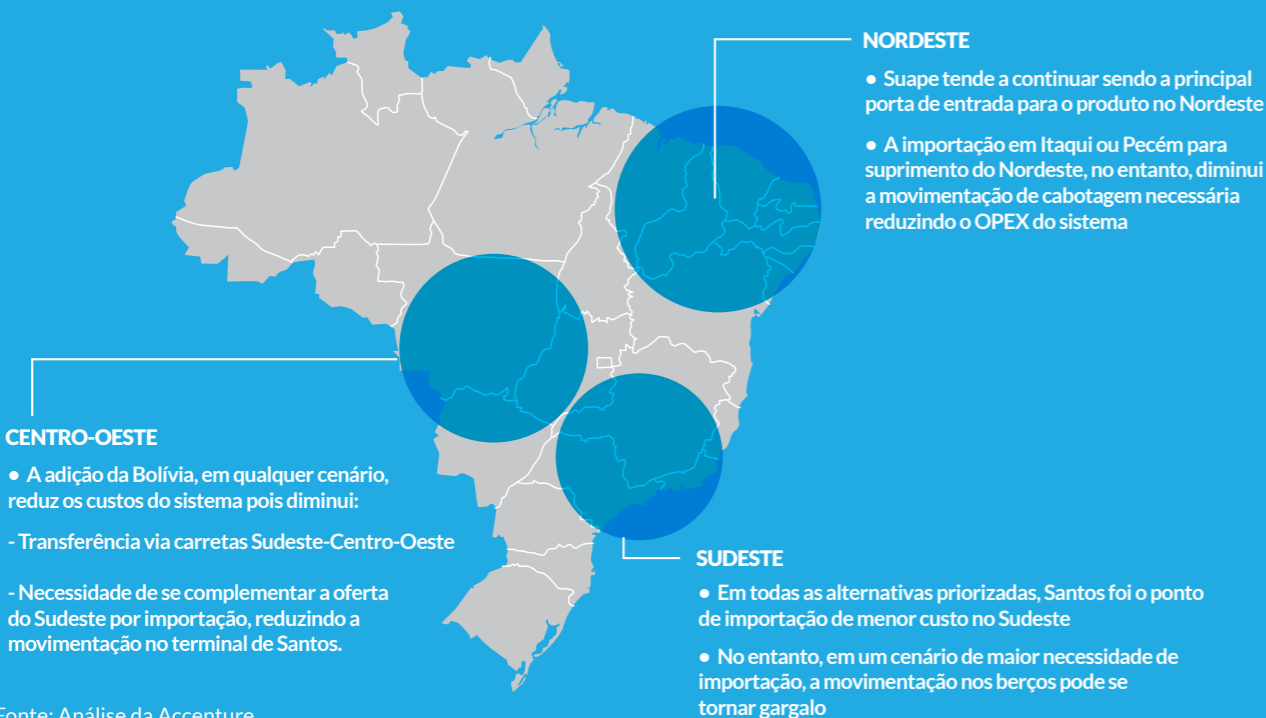 NORDESTE
● Suape tende a continuar sendo a principal
porta de entrada para o produto no Nordeste
● A importação em Itaqui ou Pecém para
suprimento do Nordeste, no entanto, diminui
a movimentação de cabotagem necessária
reduzindo o OPEX do sistema
CENTRO-OESTE
● A adição da Bolívia, em qualquer cenário,
reduz os custos do sistema pois diminui:
- Transferência via carretas Sudeste-Centro-Oeste
- Necessidade de se complementar a oferta
do Sudeste por importação, reduzindo a
movimentação no terminal de Santos.
SUDESTE
● Em todas as alternativas priorizadas, Santos foi o ponto
de importação de menor custo no Sudeste
● No entanto, em um cenário de maior necessidade de
importação, a movimentação nos berços pode se
tornar gargalo
Fonte: Análise da Accenture